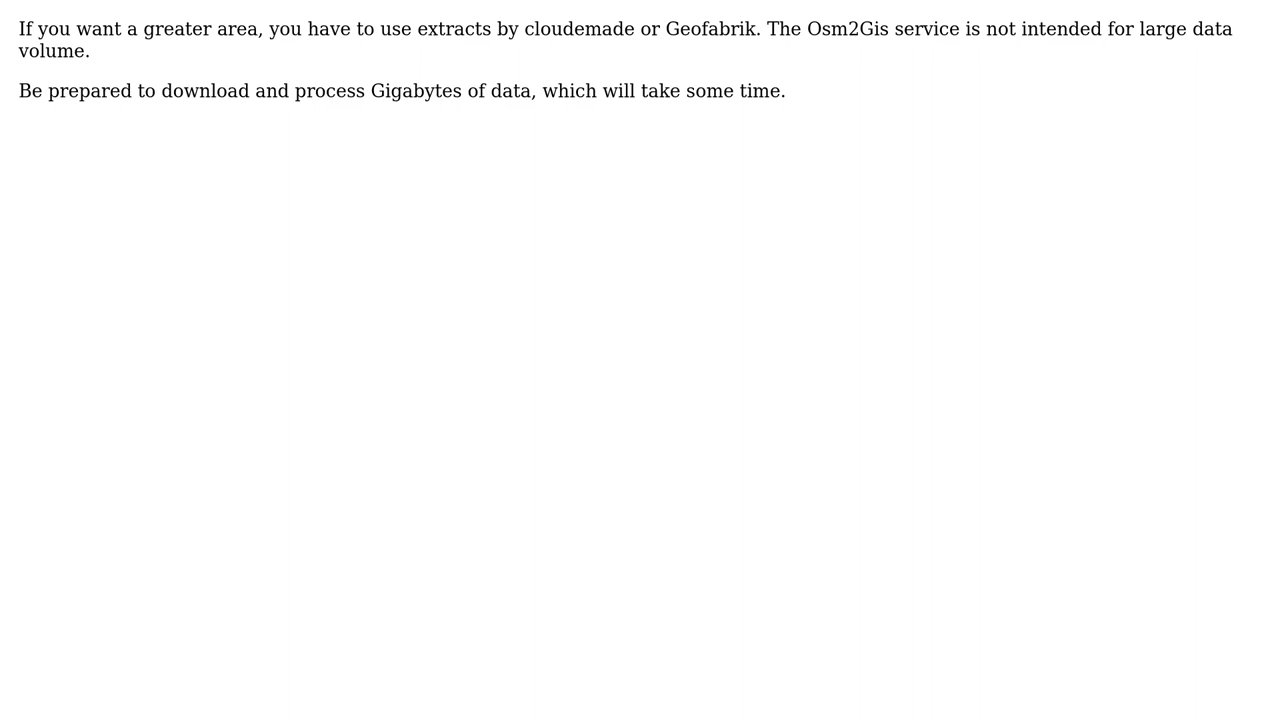 If you want a greater area, you have to use extracts by cloudemade or Geofabrik. The Osm2Gis service is not intended for large data
volume.
Be prepared to download and process Gigabytes of data, which will take some time.